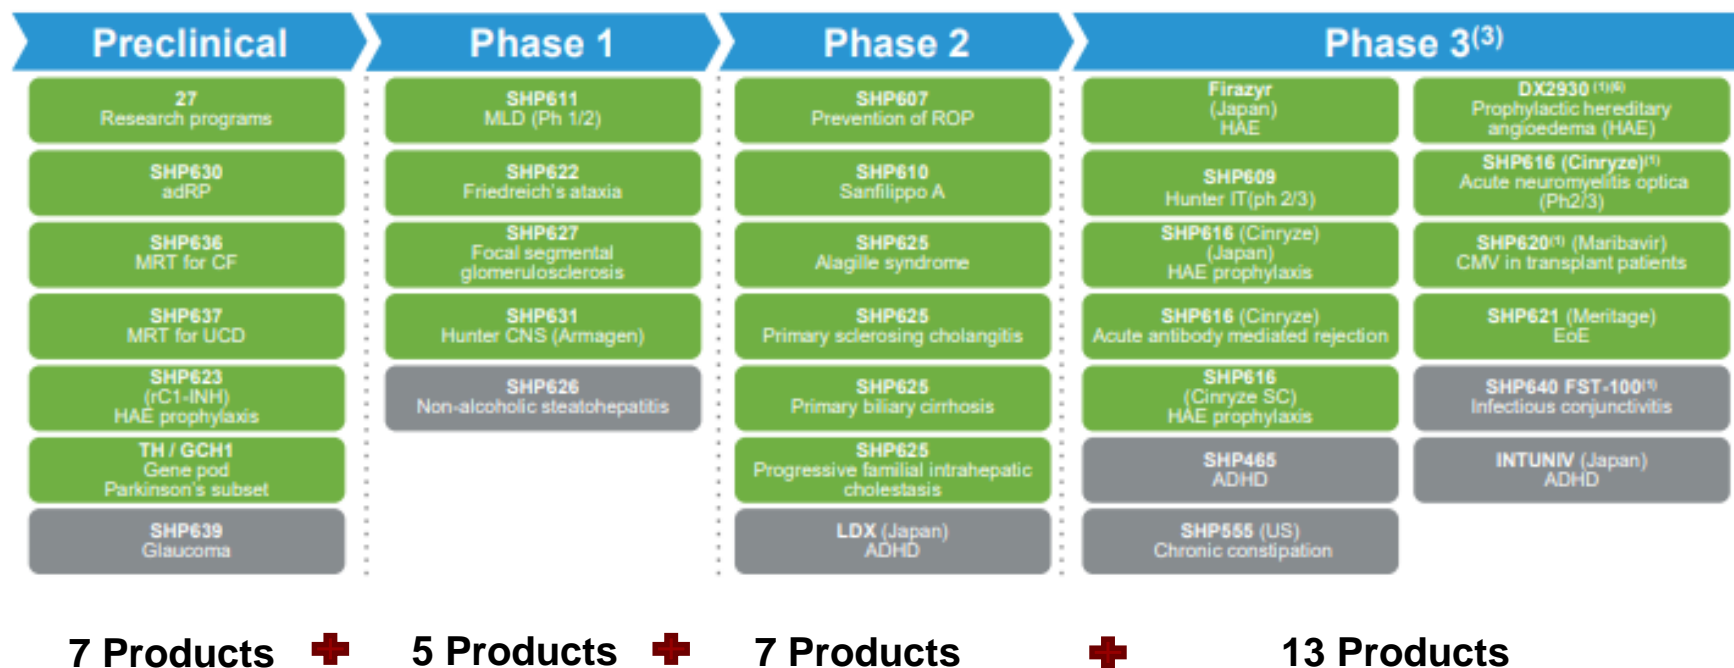 Preclinical
Phase 1
Phase 2
Phase 3(3)
27
Research programs
SHP630
adRP
SHP636
MRT for CF
SHP637
MRT for UCD
SHP623
(rC1-INH)
HAE prophylaxis
TH / GCH1
Gene pod
Parkinson's subset
SHP639
Glaucoma
SHP611
MLD (Ph 1/2)
SHP622
Friedreich's ataxia
SHP627
Focal segmental
glomerulosclerosis
SHP631
Hunter CNS (Armagen)
SHP626
Non-alcoholic steatohepatitis
SHP607
Prevention of ROP
SHP610
Sanfilippo A
SHP625
Alagille syndrome
SHP625
Primary sclerosing cholangitis
SHP625
Primary biliary cirrhosis
SHP625
Progressive familial intrahepatic
cholestasis
LDX (Japan)
ADHD
Firazyr
(Japan)
HAE
SHP609
Hunter IT(ph 2/3)
SHP616 (Cinryze)
(Japan)
HAE prophylaxis
SHP616 (Cinryze)
Acute antibody mediated rejection
SHP616
(Cinryze SC)
HAE prophylaxis
SHP465
ADHD
SHP555 (US)
Chronic constipation
DX2930 (1)(6)
Prophylactic hereditary
angioedema (HAE)
SHP616 (Cinryze)(1)
Acute neuromyelitis optica
(Ph2/3)
SHP620(1) (Maribavir)
CMV in transplant patients
SHP621 (Meritage)
EoE
SHP640 FST-100(1)
Infectious conjunctivitis
INTUNIV (Japan)
ADHD
7 Products
5 Products
7 Products
13 Products